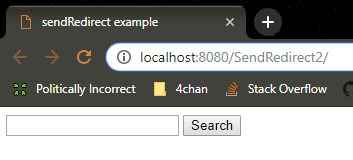 sendRedirect example
localhost:8080/SendRedirect2/
Politically Incorrect 4chan Stack Overflow
Search